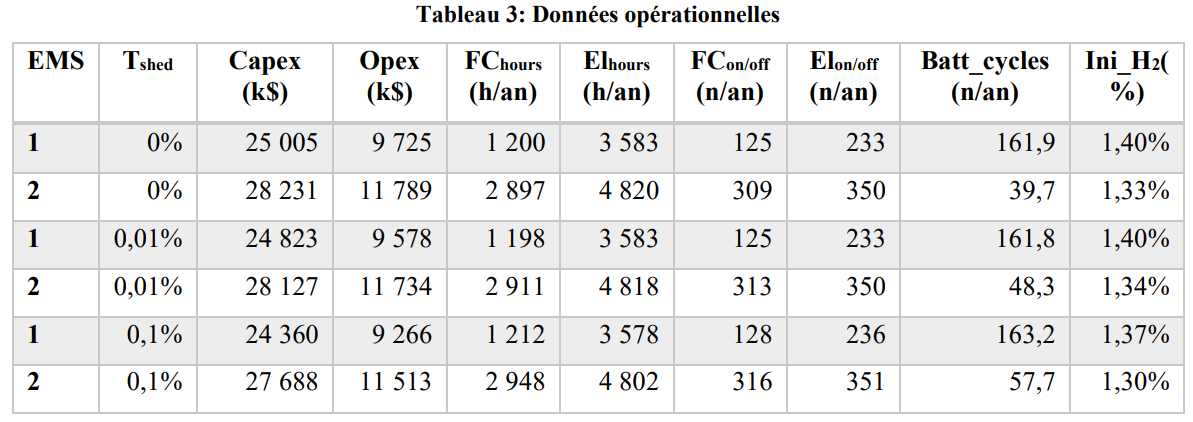 Tableau 3: Données opérationnelles
EMS Tshed Capex (k$) Opex (k$) FChours (h/an) Elhours (h/an) FCon/off (n/an) Elon/off (n/an) Batt_cycles (n/an) Ini_H2( %)
1 0% 25 005 9 725 1 200 3 583 125 233 161,9 1,40%
2 0% 28 231 11 789 2 897 4 820 309 350 39,7 1,33%
1 0,01% 24 823 9 578 1 198 3 583 125 233 161,8 1,40%
2 0,01% 28 127 11 734 2 911 4 818 313 350 48,3 1,34%
1 0,1% 24 360 9 266 1 212 3 578 128 236 163,2 1,37%
2 0,1% 27 688 11 513 2 948 4 802 316 351 57,7 1,30%